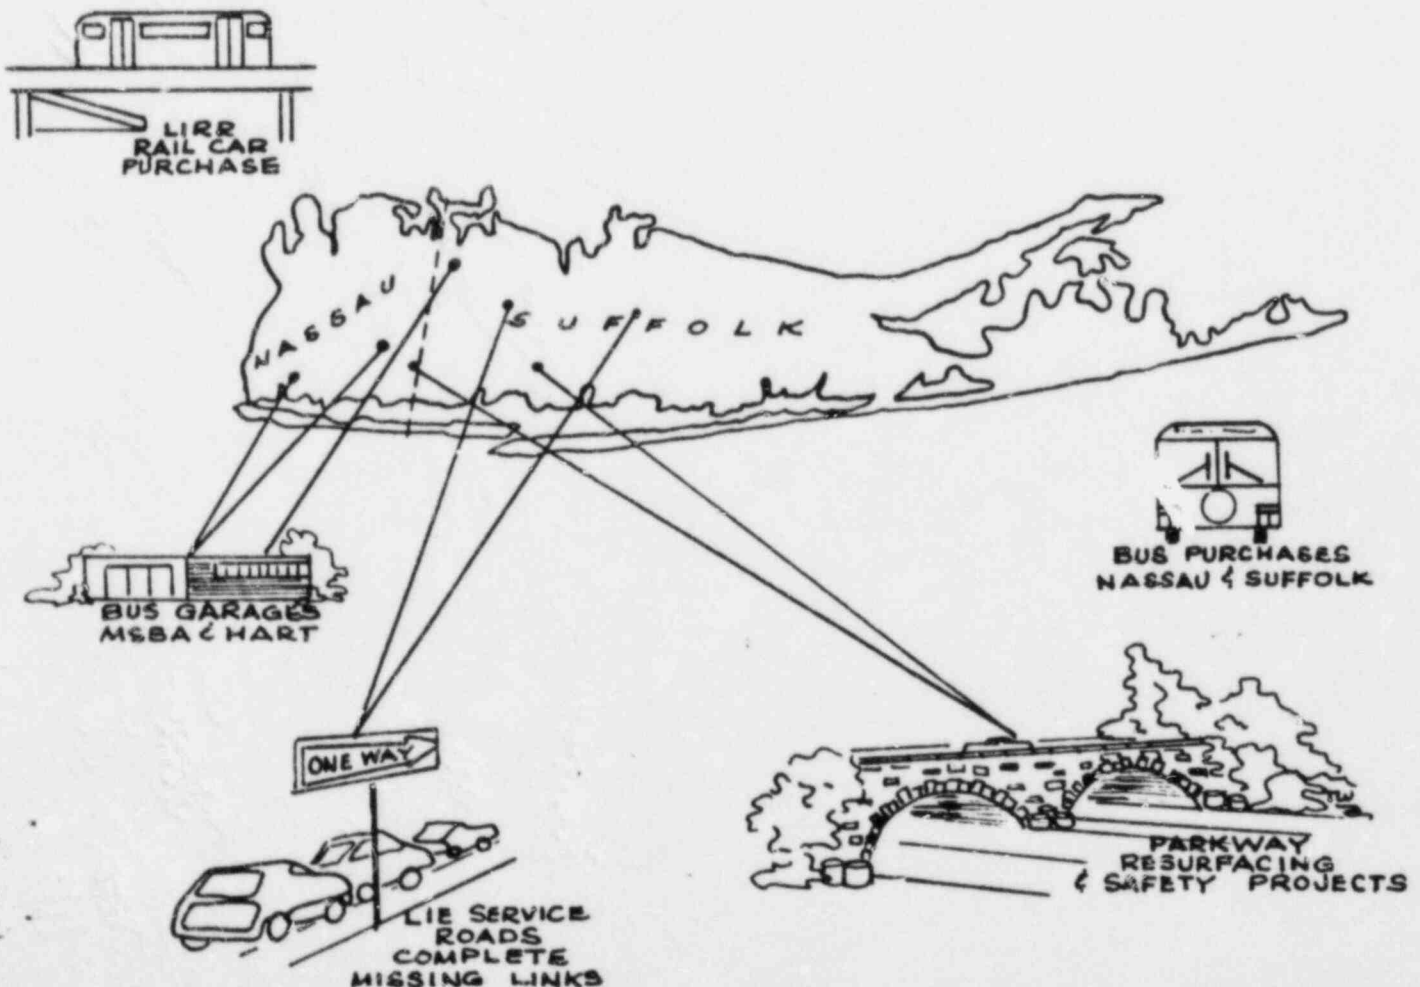 LIRR
RAIL CAR
PURCHASE
NASSAU
SUFFOLK
BUS PURCHASES
NASSAU & SUFFOLK
BUS GARAGES
MSBA & HART
ONE WAY
PARKWAY
RESURFACING
& SAFETY PROJECTS
LIE SERVICE
ROADS
COMPLETE
MISSING LINKS